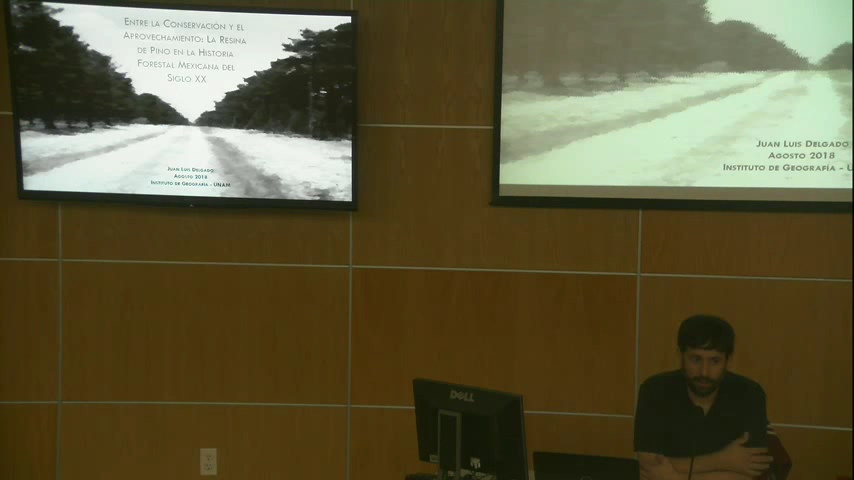 Entre la Conservación y el
Aprovechamiento: La Resina
de Pino en la Historia
Forestal Mexicana del
Siglo XX
Juan Luis Delgado
Agosto 2018
Instituto de Geografía - UNAM
Juan Luis Delgado
Agosto 2018
Instituto de Geografía - U
DELL